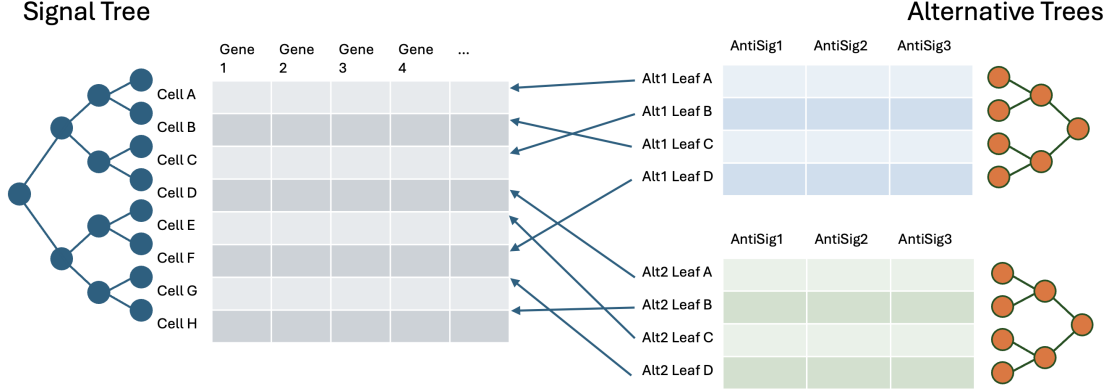 Signal Tree
Alternative Trees
Gene 1
Gene 2
Gene 3
Gene 4
...
Cell A
Cell B
Cell C
Cell D
Cell E
Cell F
Cell G
Cell H
Alt1 Leaf A
Alt1 Leaf B
Alt1 Leaf C
Alt1 Leaf D
AntiSig1 AntiSig2 AntiSig3
Alt2 Leaf A
Alt2 Leaf B
Alt2 Leaf C
Alt2 Leaf D
AntiSig1 AntiSig2 AntiSig3